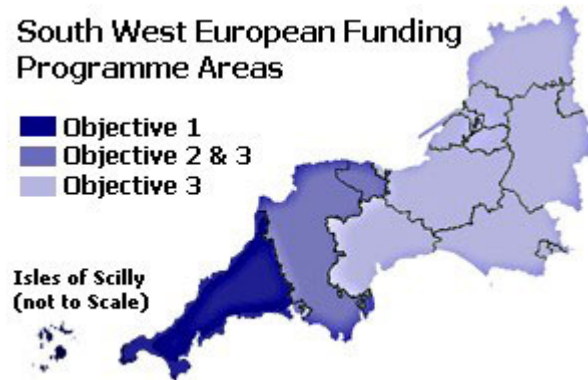 South West European Funding
Programme Areas
Objective 1
Objective 2 & 3
Objective 3
Isles of Scilly
(not to Scale)